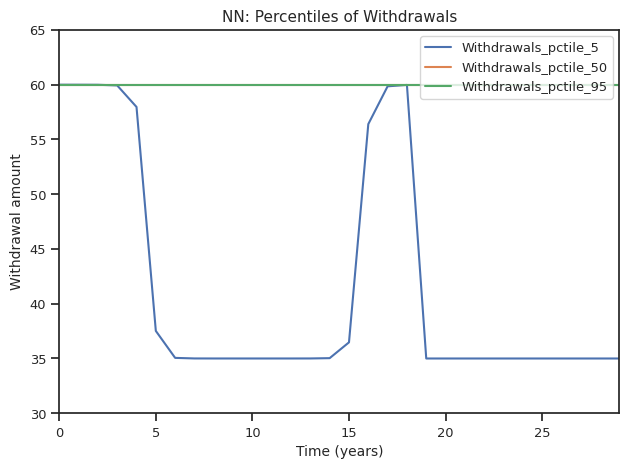 NN: Percentiles of Withdrawals
65
60
55
50
45
40
35
30
Withdrawal amount
Withdrawals_pctile_5
Withdrawals_pctile_50
Withdrawals_pctile_95
0 5 10 15 20 25
Time (years)